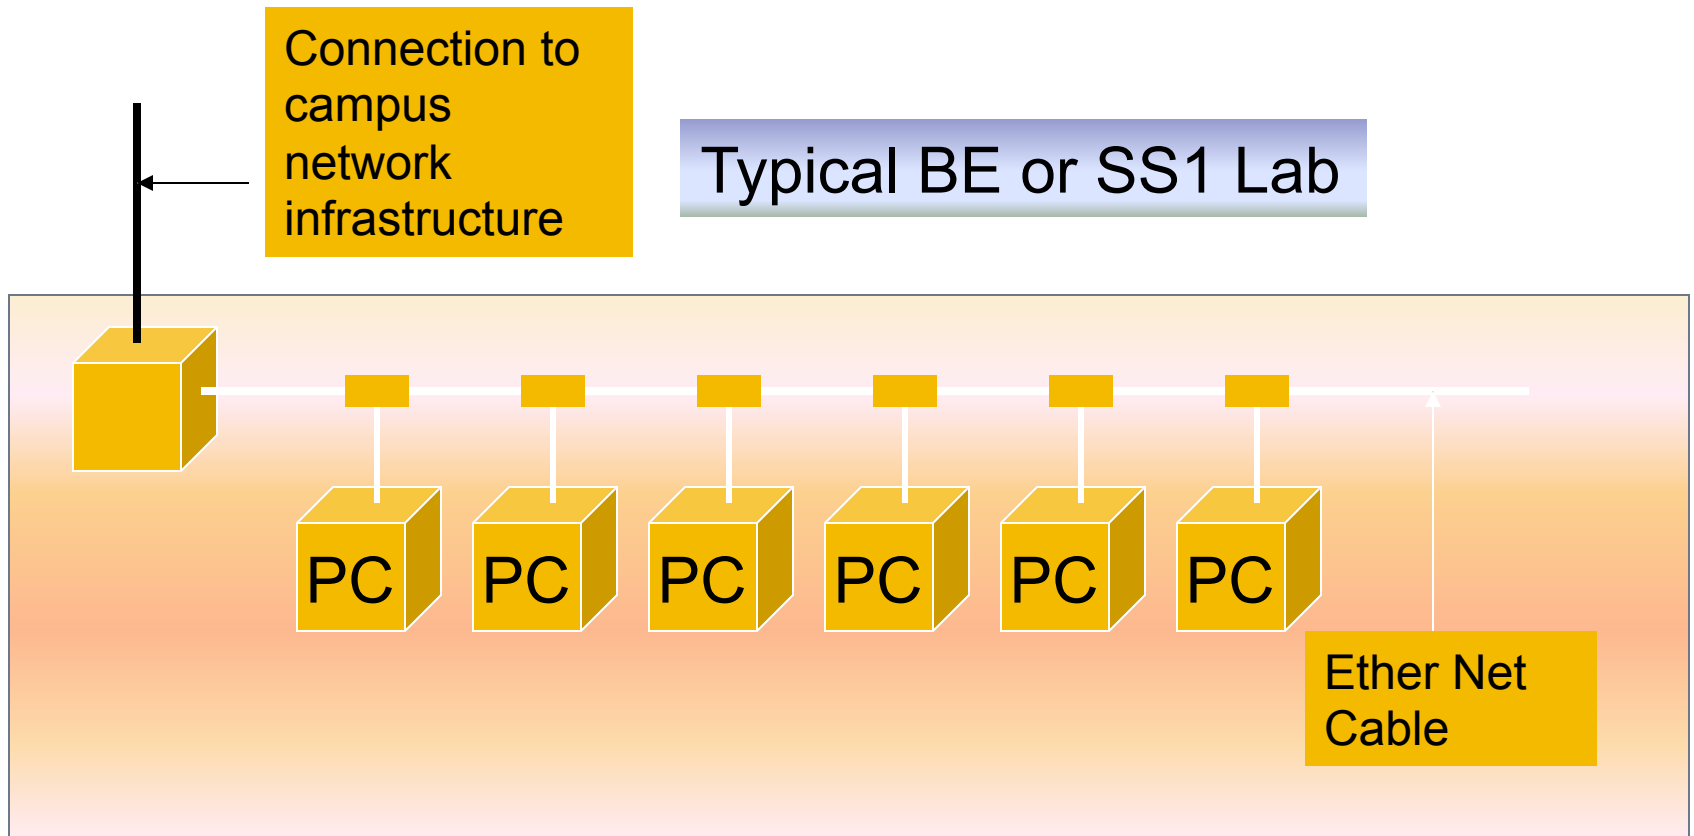 Connection to
campus
network
infrastructure
Typical BE or SS1 Lab
PC
PC
PC
PC
PC
PC
Ether Net
Cable